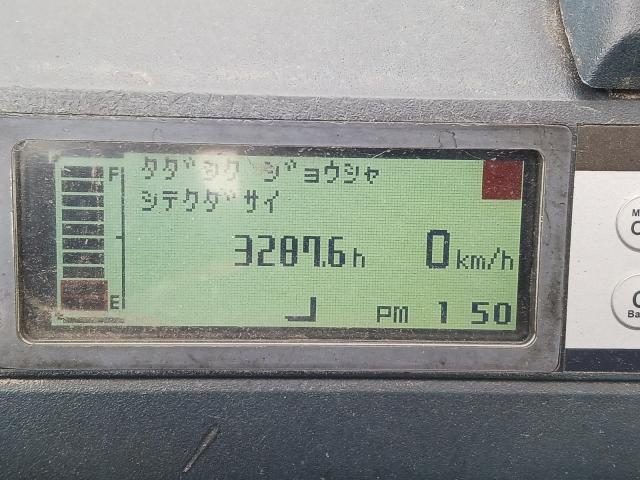 タダシク ジョウシャ
シテクダサイ
F
3287.6h 0km/h
E
PM 1 50